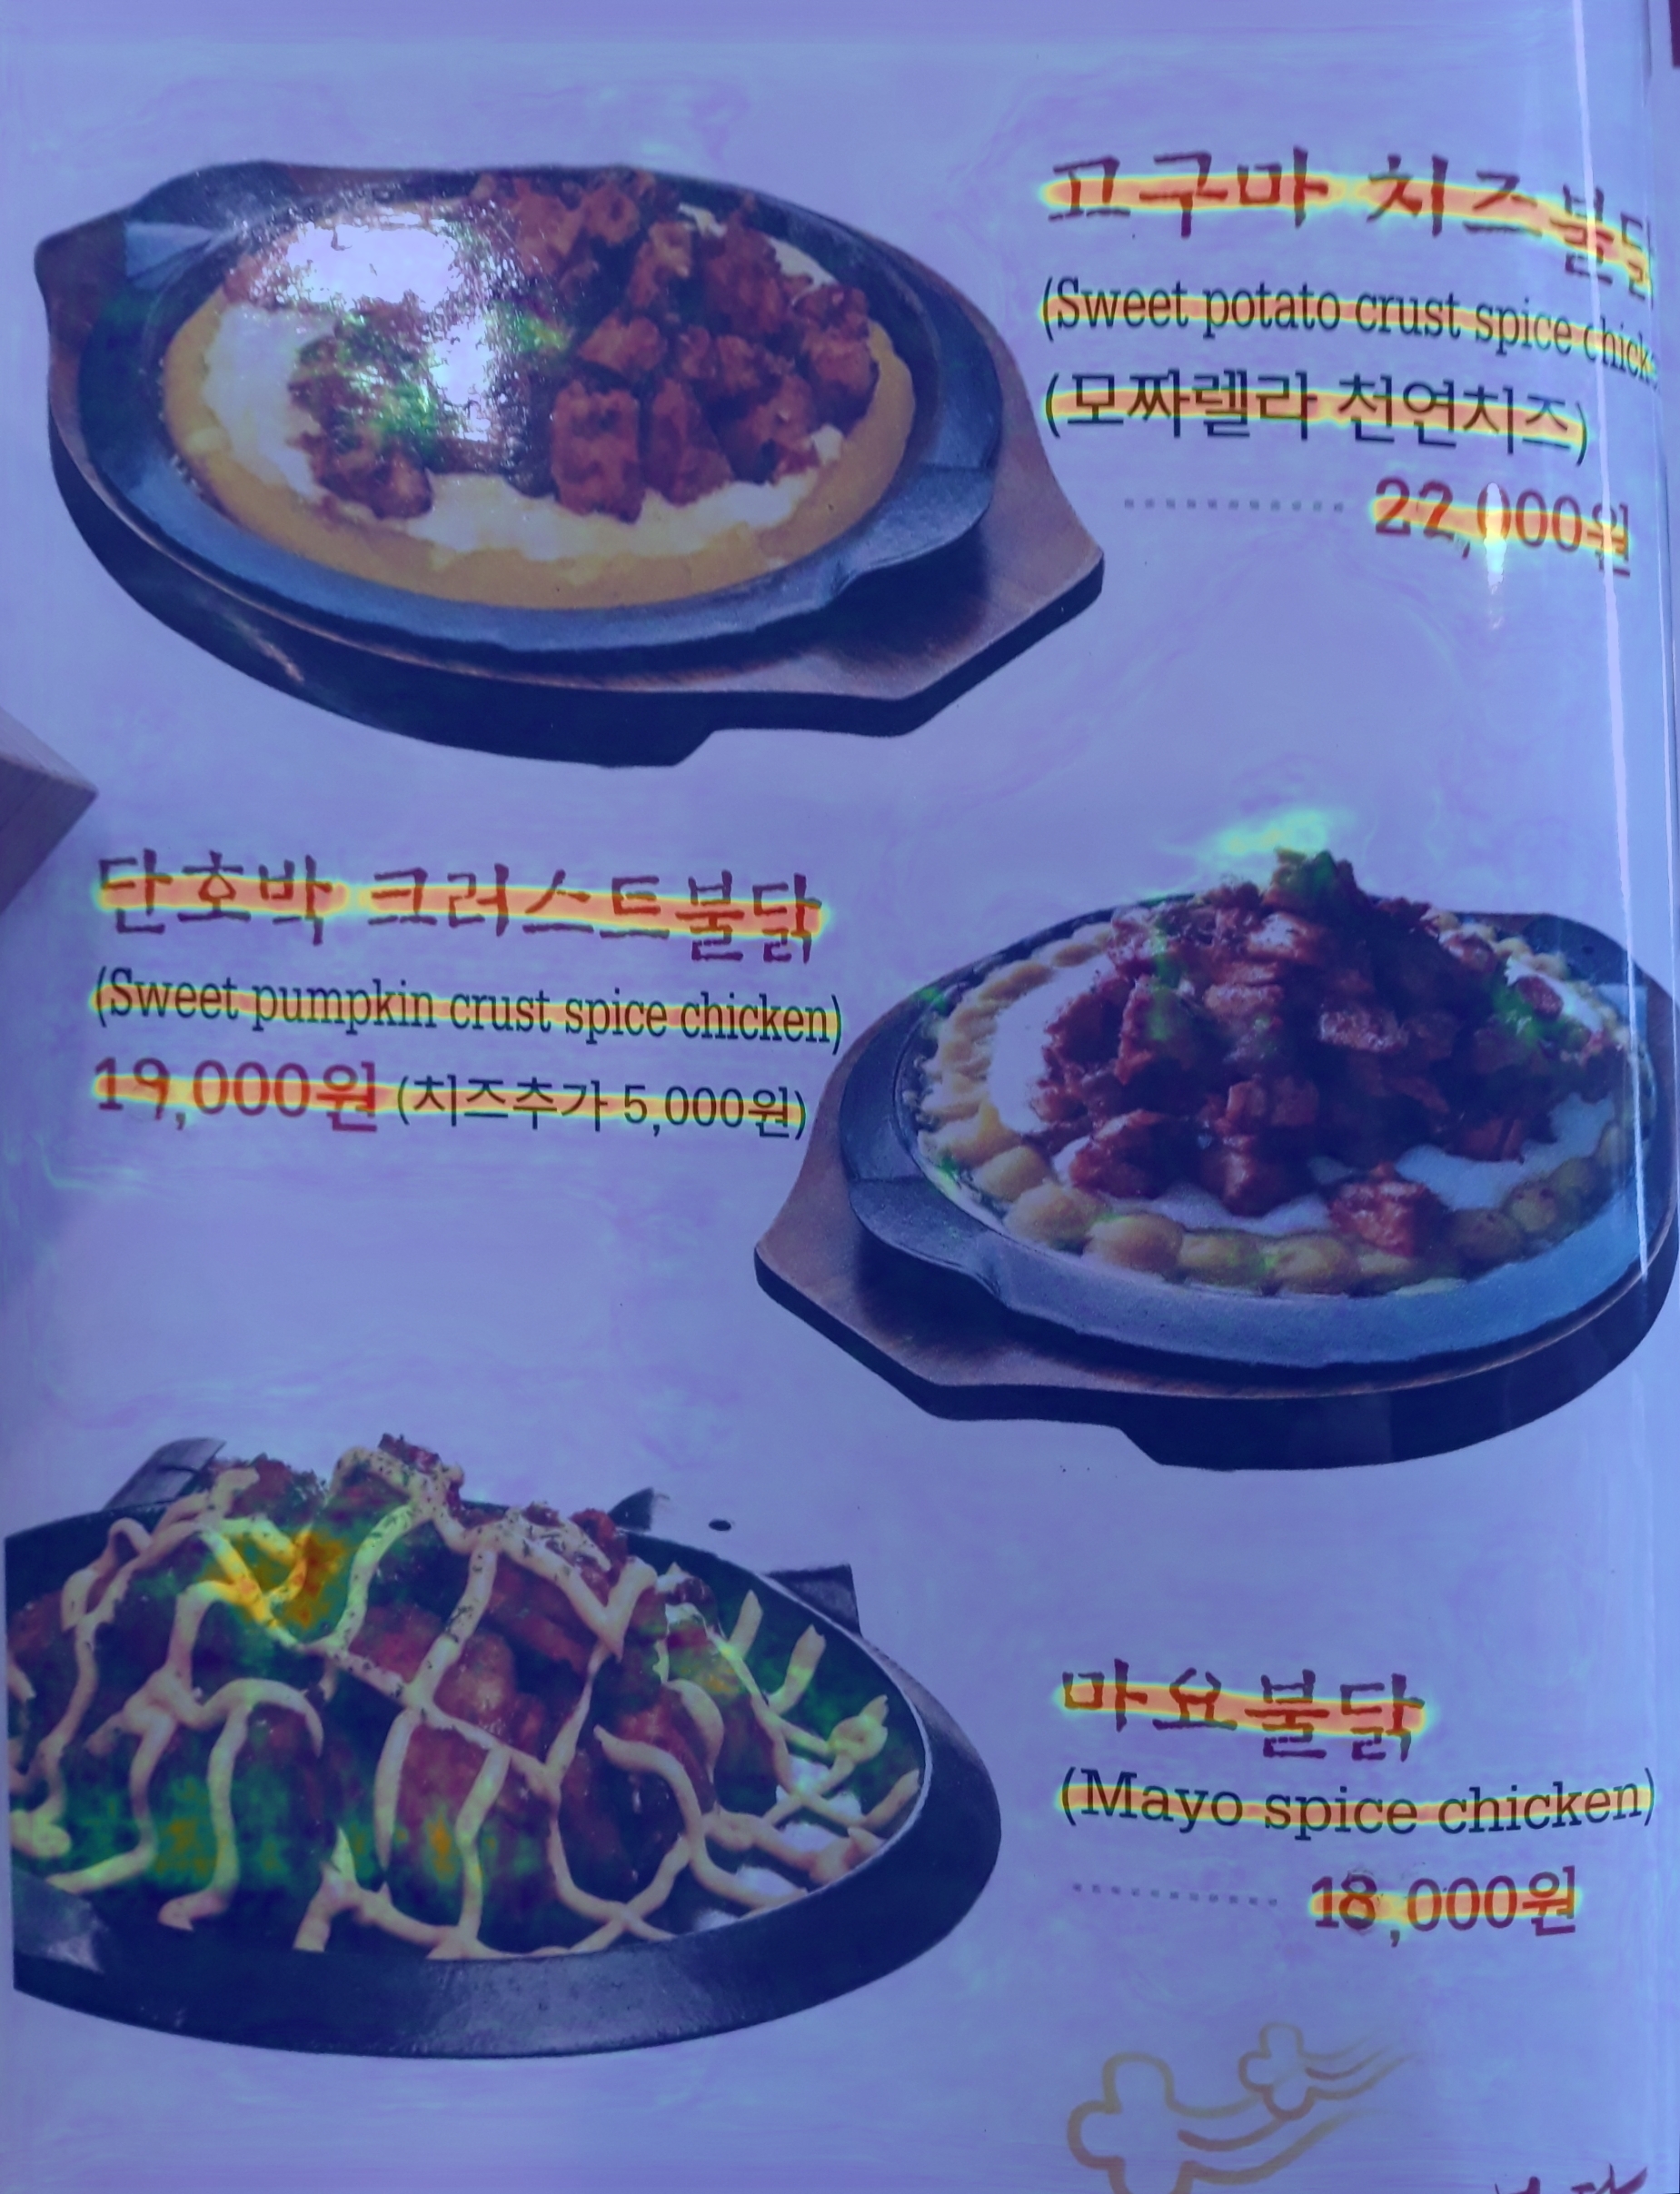 고구마 치즈불닭
(Sweet potato crust spice
(모짜렐라 천연치즈)
22,000원
단호박 크러스트불닭
(Sweet pumpkin crust spice chicken)
19,000원 (치즈추가 5,000원)
마요불닭
(Mayo spice chicken)
18,000원